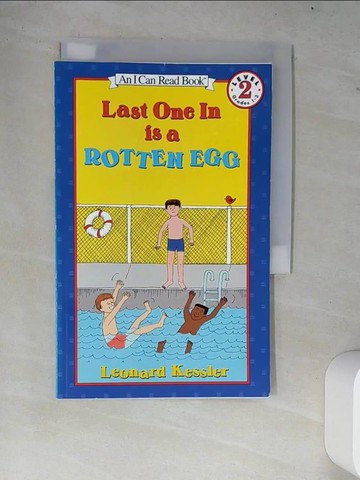 An I Can Read Book®
LEVEL
2
Grades 1-3
Last One In
is a
ROTTEN EGG
Leonard Kessler